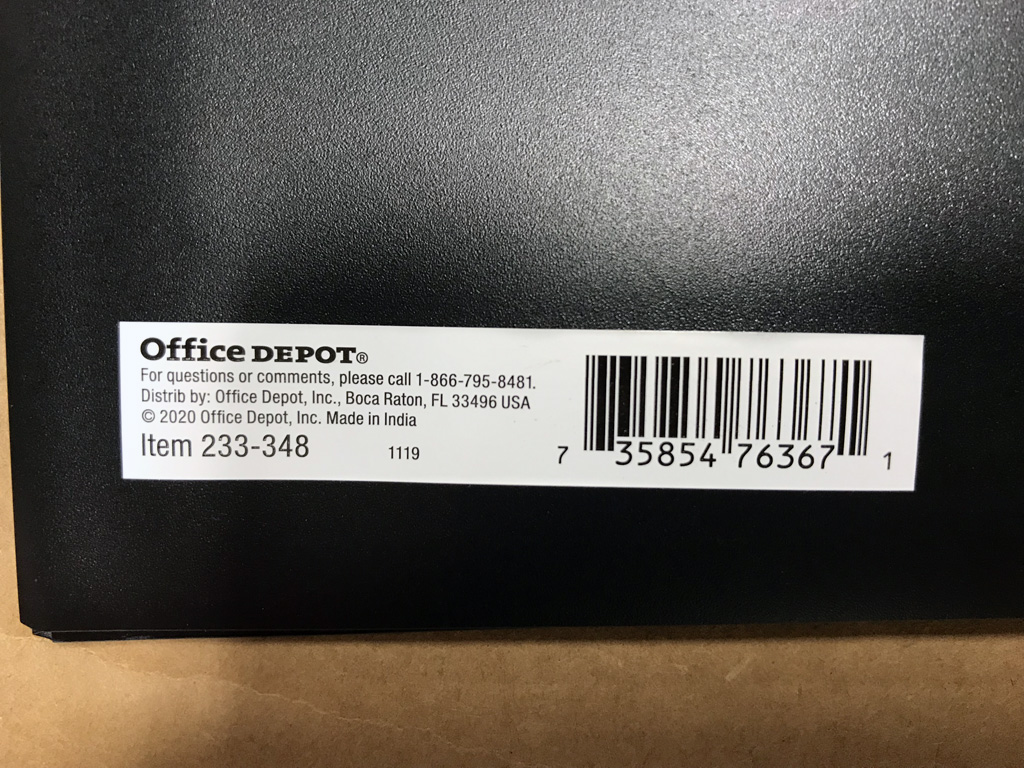 Office DEPOT®
For questions or comments, please call 1-866-795-8481.
Distrib by: Office Depot, Inc., Boca Raton, FL 33496 USA
© 2020 Office Depot, Inc. Made in India
Item 233-348 1119
7 35854 76367 1